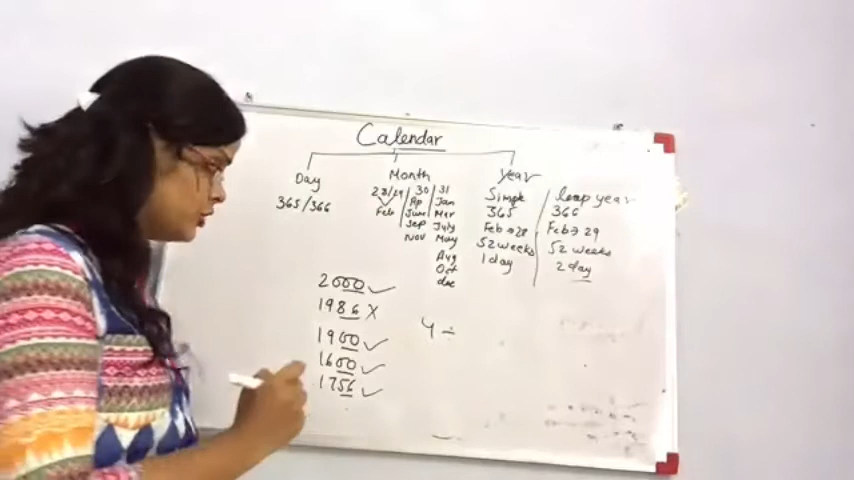 Calendar
Day Month Year
365/366
28/29 30 31
Feb Ap Jan
June Mar
Sep July
Nov May
Aug
Oct
dec
Simple leap year
365 366
Feb → 28 Feb → 29
52 weeks 52 weeks
1 day 2 day
2000 ✓
1986 X
1900 ✓
1600 ✓
1756 ✓
4 ÷